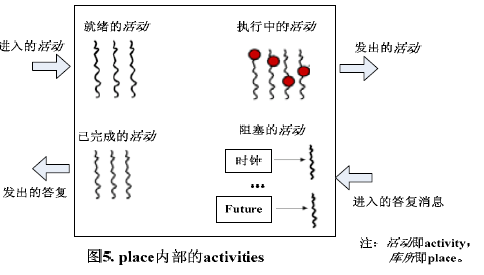 就绪的活动
执行中的活动
进入的活动
发出的活动
已完成的活动
阻塞的活动
时钟
...
Future
发出的答复
进入的答复消息
图5. place内部的activities
注：活动即activity，
库所即place。